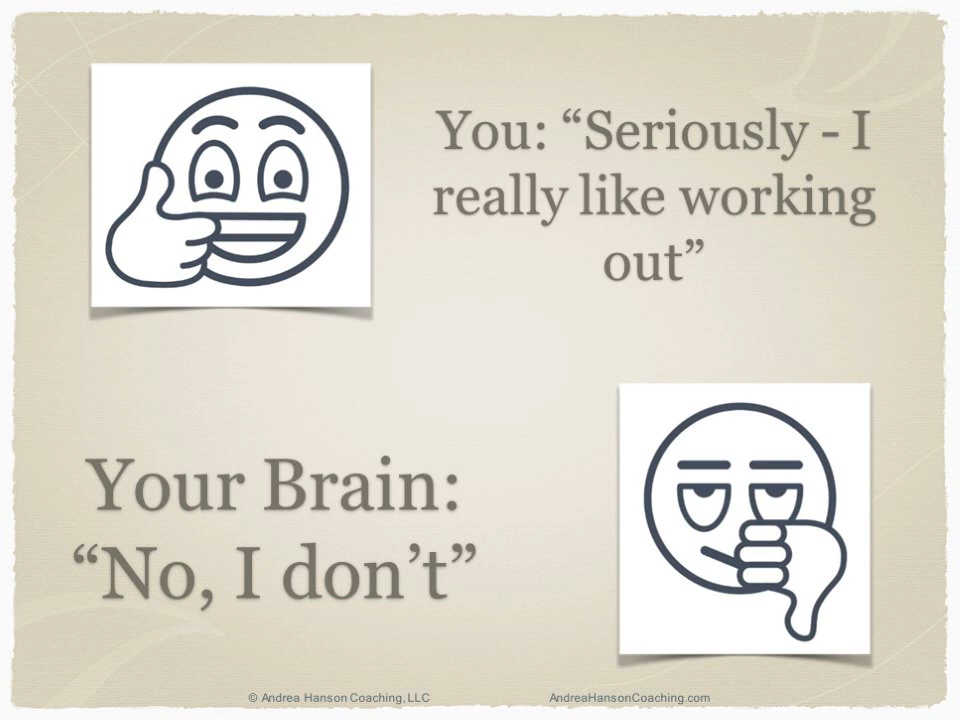 You: “Seriously - I
really like working
out”
Your Brain:
“No, I don’t”
© Andrea Hanson Coaching, LLC
AndreaHansonCoaching.com